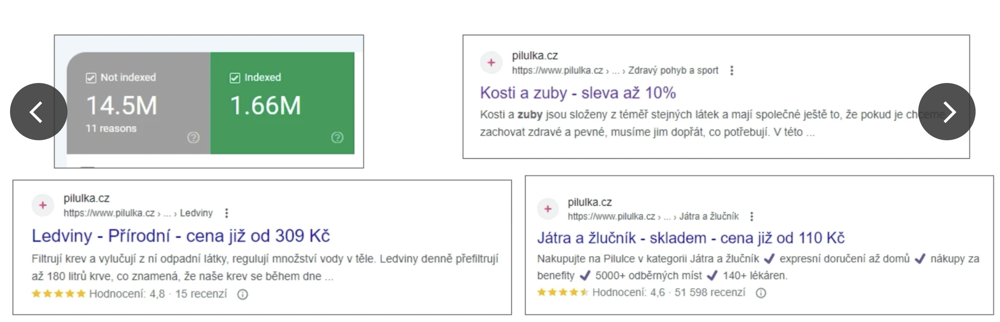 Not indexed
14.5M
11 reasons
Indexed
1.66M
pilulka.cz
https://www.pilulka.cz › ... › Zdravý pohyb a sport
Kosti a zuby - sleva až 10%
Kosti a zuby jsou složeny z téměř stejných látek a mají společné ještě to, že pokud je chceme
zachovat zdravé a pevné, musíme jim dopřát, co potřebují. V této ...
pilulka.cz
https://www.pilulka.cz › ... › Ledviny
Ledviny - Přírodní - cena již od 309 Kč
Filtrují krev a vylučují z ní odpadní látky, regulují množství vody v těle. Ledviny denně přefiltrují
až 180 litrů krve, co znamená, že naše krev se během dne ...
Hodnocení: 4,8 · 15 recenzí
pilulka.cz
https://www.pilulka.cz › ... › Játra a žlučník
Játra a žlučník - skladem - cena již od 110 Kč
Nakupujte na Pilulce v kategorii Játra a žlučník ✔ expresní doručení až domů ✔ nákupy za
benefity ✔ 5000+ odběrných míst ✔ 140+ lékáren.
Hodnocení: 4,6 · 51 598 recenzí